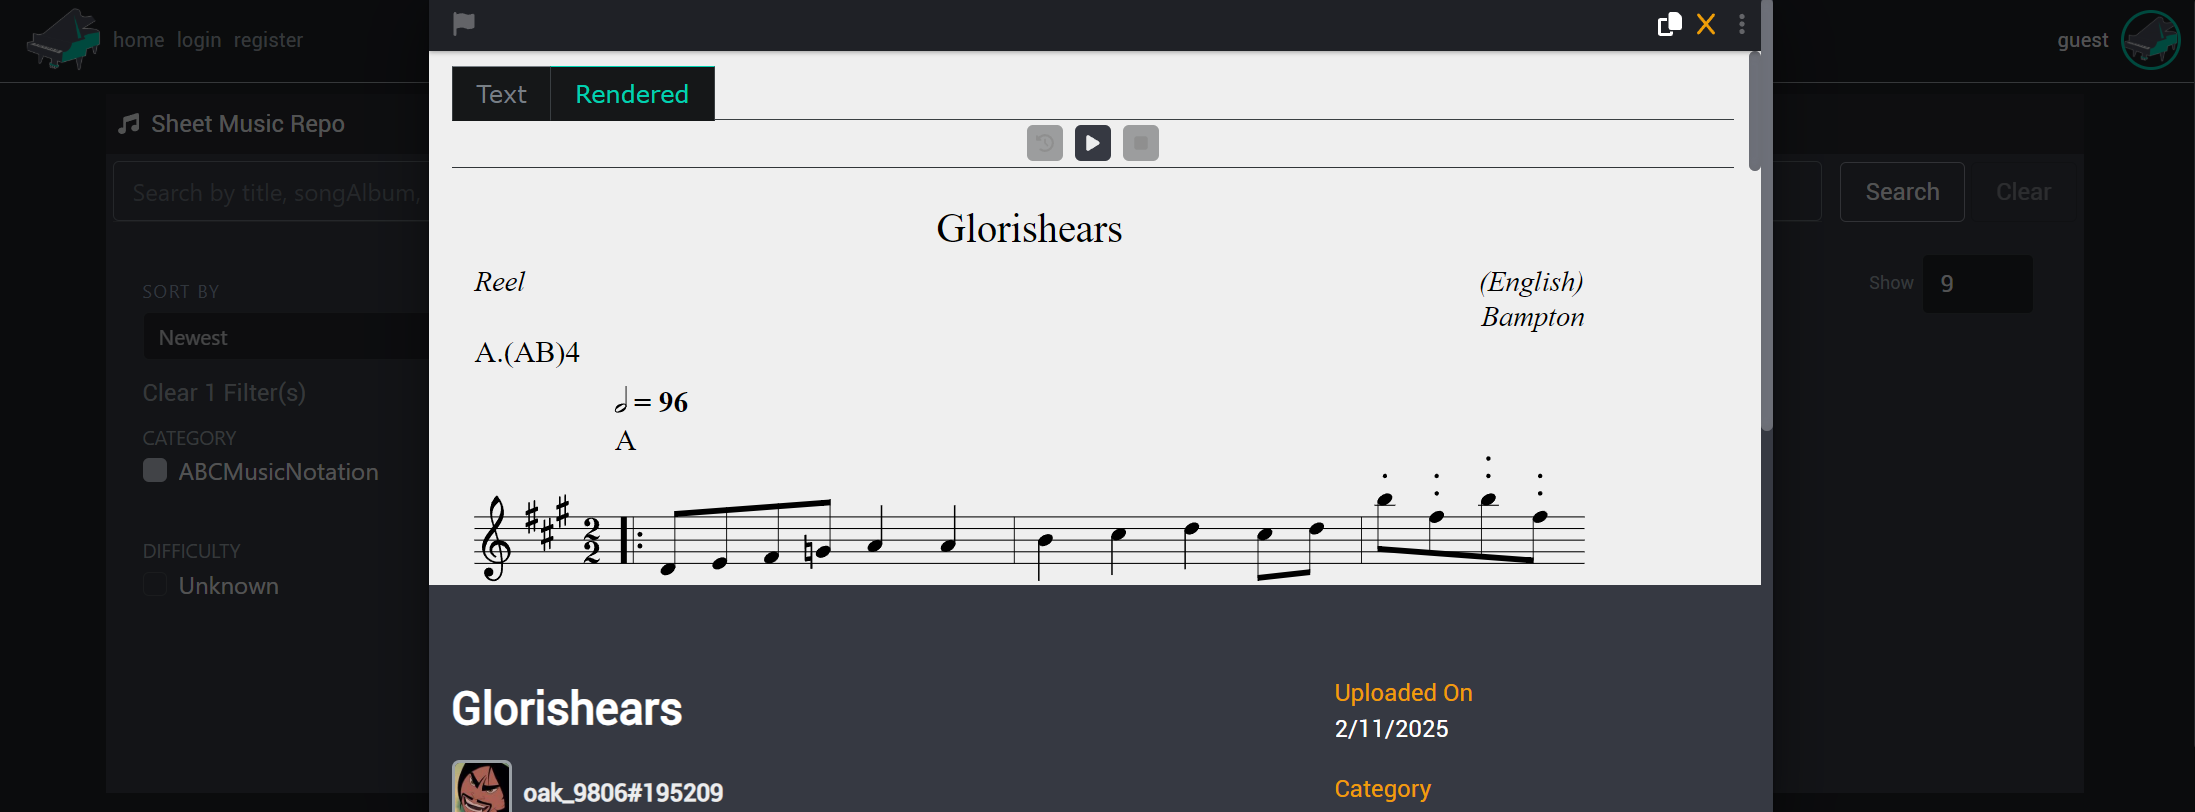 home login register
guest
Sheet Music Repo
Search by title, songAlbum,
Search
Clear
SORT BY
Newest
Show 9
Clear 1 Filter(s)
CATEGORY
ABCMusicNotation
DIFFICULTY
Unknown
Text
Rendered
Glorishears
Reel
(English)
Bampton
A.(AB)4
= 96
A
Glorishears
oak_9806#195209
Uploaded On
2/11/2025
Category